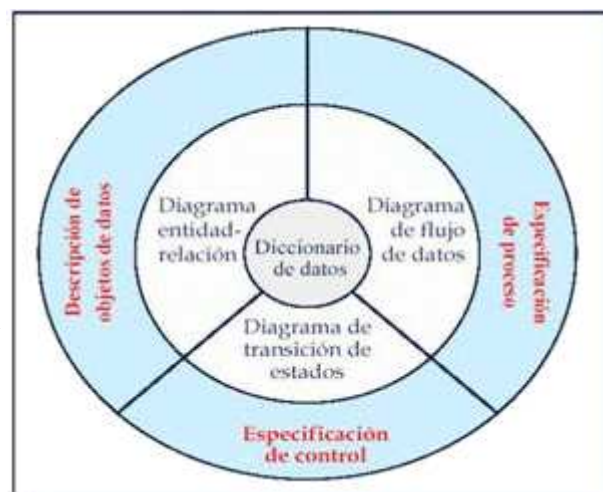 Descripción de
objetos de datos
Diagrama
entidad-
relación
Diccionario
de datos
Diagrama
de flujo
de datos
Especificación
de proceso
Diagrama de
transición de
estados
Especificación
de control